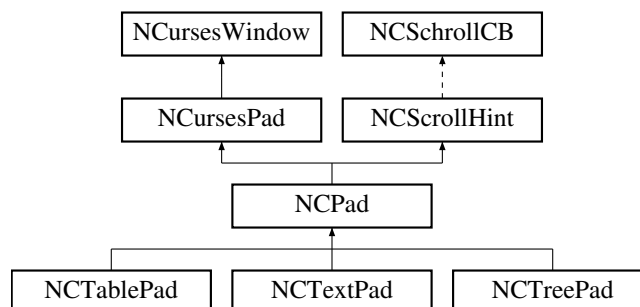 NCursesWindow NCSchrollCB
NCursesPad NCScrollHint
NCPad
NCTablePad NCTextPad NCTreePad